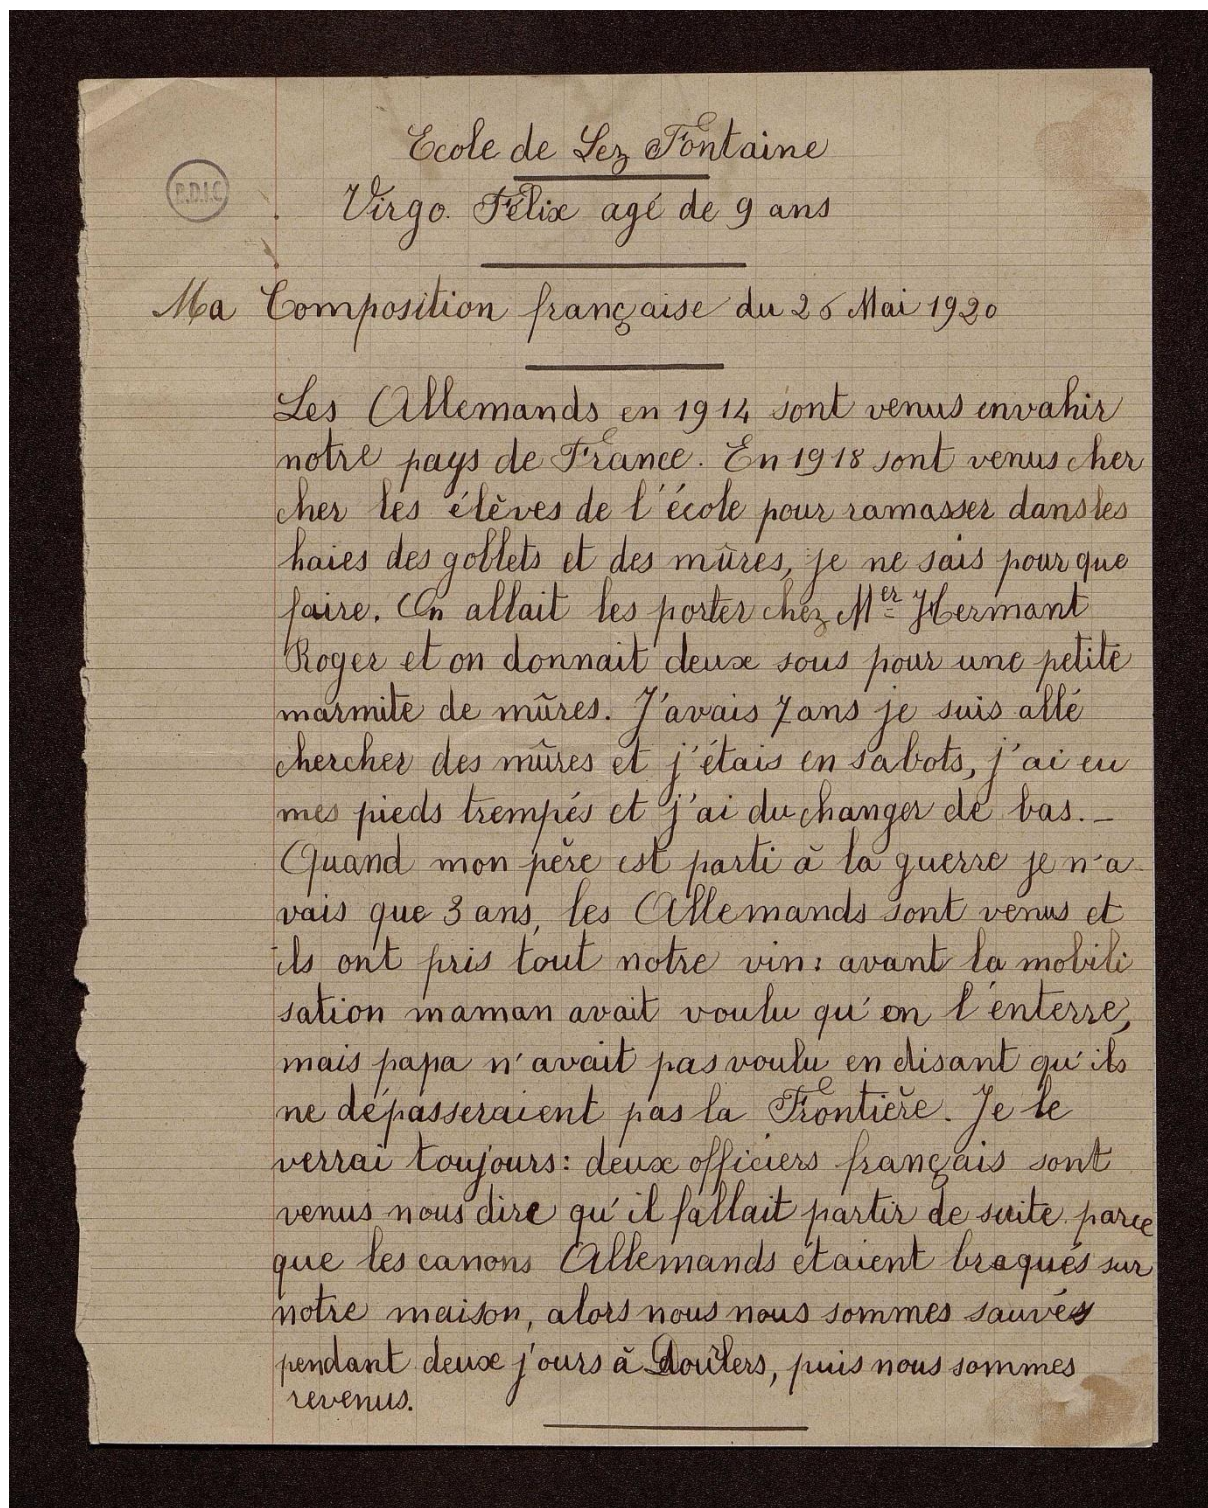 Ecole de Lez Fontaine
B.D.I.C
Virgo. Félix agé de 9 ans
Ma Composition française du 26 Mai 1920
Les Allemands en 1914 sont venus envahir
notre pays de France. En 1918 sont venus cher
cher les élèves de l'école pour ramasser dans les
haies des goblets et des mûres, je ne sais pour que
faire. On allait les porter chez Mer Hermant
Roger et on donnait deux sous pour une petite
marmite de mûres. J'avais 7 ans je suis allé
chercher des mûres et j'étais en sabots, j'ai eu
mes pieds trempés et j'ai du changer de bas._
Quand mon père est parti à la guerre je n'a
vais que 3 ans, les Allemands sont venus et
ils ont pris tout notre vin: avant la mobili
sation maman avait voulu qu'on l'enterre,
mais papa n'avait pas voulu en disant qu'ils
ne dépasseraient pas la Frontière. Je le
verrai toujours: deux officiers français sont
venus nous dire qu'il fallait partir de suite parce
que les canons Allemands étaient braqués sur
notre maison, alors nous nous sommes sauvés
pendant deux jours à Dourlers, puis nous sommes
revenus.